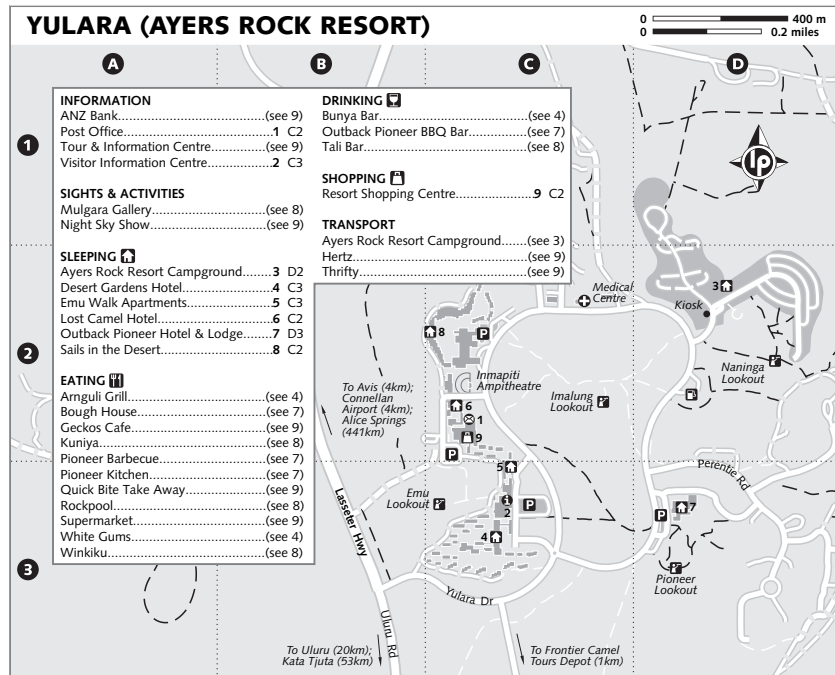 YULARA (AYERS ROCK RESORT)
0 400 m
0 0.2 miles
A B C D
1
2
3
INFORMATION
ANZ Bank.................................(see 9)
Post Office.................................1 C2
Tour & Information Centre...........(see 9)
Visitor Information Centre............2 C3
SIGHTS & ACTIVITIES
Mulgara Gallery.......................(see 8)
Night Sky Show........................(see 9)
SLEEPING
Ayers Rock Resort Campground......3 D2
Desert Gardens Hotel...................4 C3
Emu Walk Apartments..................5 C3
Lost Camel Hotel.........................6 C2
Outback Pioneer Hotel & Lodge......7 D3
Sails in the Desert........................8 C2
EATING
Arnguli Grill..............................(see 4)
Bough House............................(see 7)
Geckos Cafe.............................(see 9)
Kuniya.....................................(see 8)
Pioneer Barbecue......................(see 7)
Pioneer Kitchen.........................(see 7)
Quick Bite Take Away.................(see 9)
Rockpool..................................(see 8)
Supermarket.............................(see 9)
White Gums..............................(see 4)
Winkiku...................................(see 8)
DRINKING
Bunya Bar................................(see 4)
Outback Pioneer BBQ Bar............(see 7)
Tali Bar....................................(see 8)
SHOPPING
Resort Shopping Centre................9 C2
TRANSPORT
Ayers Rock Resort Campground.....(see 3)
Hertz.......................................(see 9)
Thrifty.....................................(see 9)
lp
Medical
Centre
3
Kiosk
8
P
Inmapiti
Ampitheatre
Naninga
Lookout
To Avis (4km);
Connellan
Airport (4km);
Alice Springs
(441km)
Imalung
Lookout
6
1
9
P
5
Perentie Rd
Emu
Lookout
2
P
P
7
Lasseter Hwy
4
Pioneer
Lookout
Yulara Dr
Uluru Rd
To Uluru (20km);
Kata Tjuta (53km)
To Frontier Camel
Tours Depot (1km)